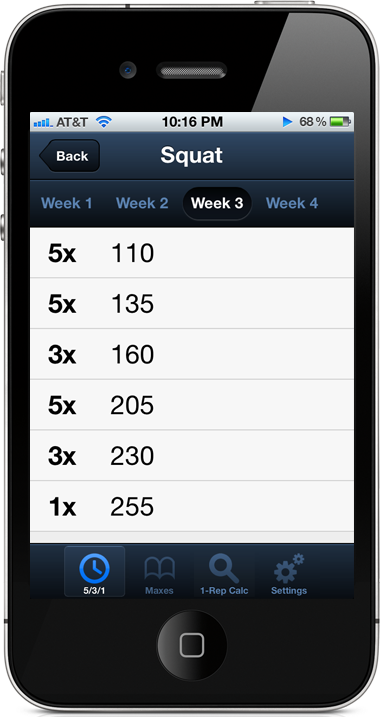 AT&T 10:16 PM 68%
Back Squat
Week 1 Week 2 Week 3 Week 4
5x 110
5x 135
3x 160
5x 205
3x 230
1x 255
5/3/1 Maxes 1-Rep Calc Settings